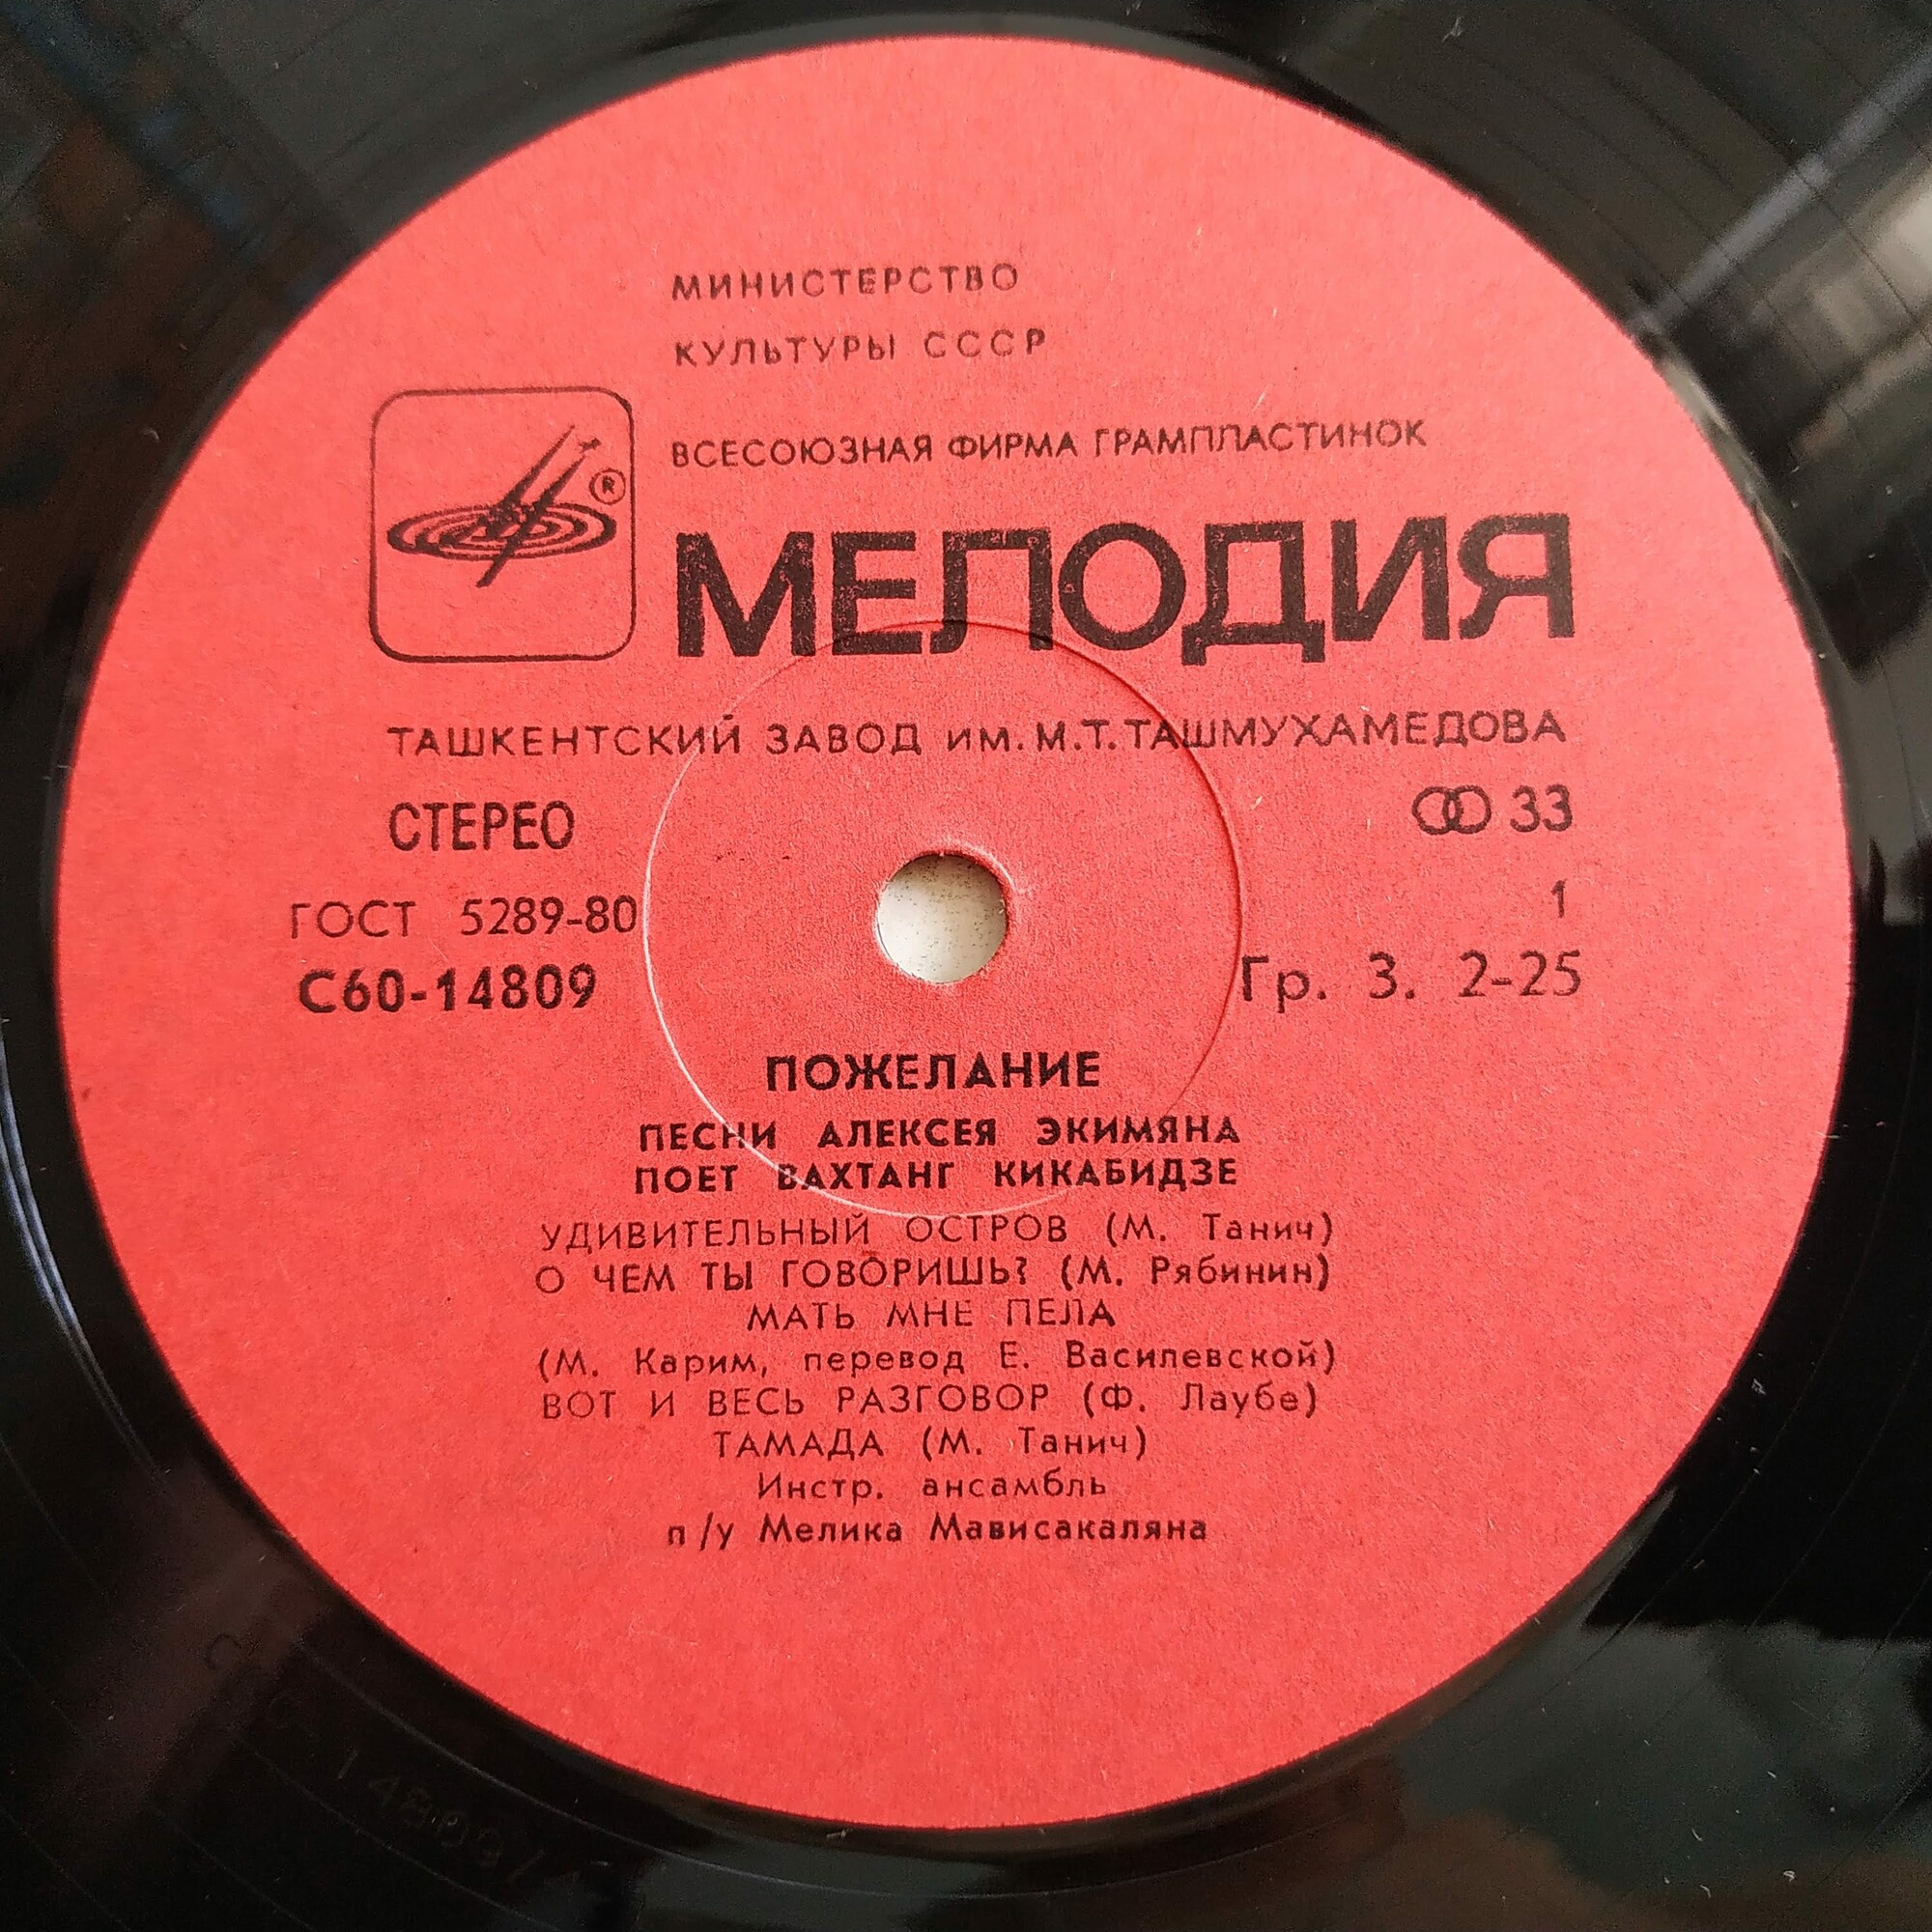 МИНИСТЕРСТВО
КУЛЬТУРЫ СССР
ВСЕСОЮЗНАЯ ФИРМА ГРАМПЛАСТИНОК
®
МЕЛОДИЯ
ТАШКЕНТСКИЙ ЗАВОД ИМ. М.Т. ТАШМУХАМЕДОВА
СТЕРЕО
33
ГОСТ 5289-80
1
С60-14809
Гр. 3. 2-25
ПОЖЕЛАНИЕ
ПЕСНИ АЛЕКСЕЯ ЭКИМЯНА
ПОЕТ ВАХТАНГ КИКАБИДЗЕ
УДИВИТЕЛЬНЫЙ ОСТРОВ (М. Танич)
О ЧЕМ ТЫ ГОВОРИШЬ? (М. Рябинин)
МАТЬ МНЕ ПЕЛА
(М. Карим, перевод Е. Василевской)
ВОТ И ВЕСЬ РАЗГОВОР (Ф. Лаубе)
ТАМАДА (М. Танич)
Инстр. ансамбль
п/у Мелика Мависакаляна